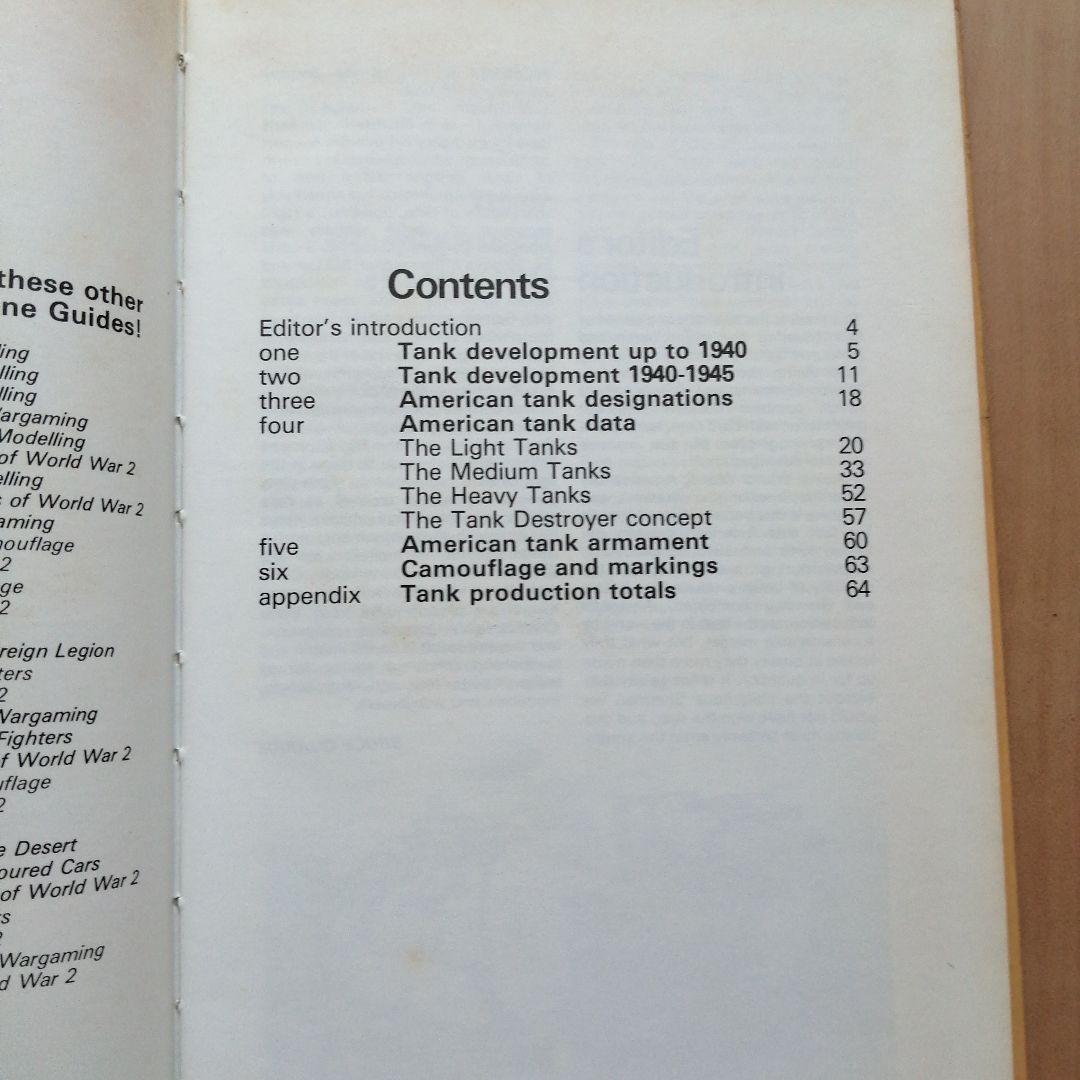 these other
ne Guides!
ling
lling
lling
argaming
Modelling
of World War 2
elling
s of World War 2
aming
mouflage
2
ge
2
reign Legion
ters
2
Wargaming
Fighters
f World War 2
uflage
2
e Desert
oured Cars
of World War 2
s
2
Wargaming
d War 2
Contents
Editor's introduction 4
one Tank development up to 1940 5
two Tank development 1940-1945 11
three American tank designations 18
four American tank data
The Light Tanks 20
The Medium Tanks 33
The Heavy Tanks 52
The Tank Destroyer concept 57
five American tank armament 60
six Camouflage and markings 63
appendix Tank production totals 64